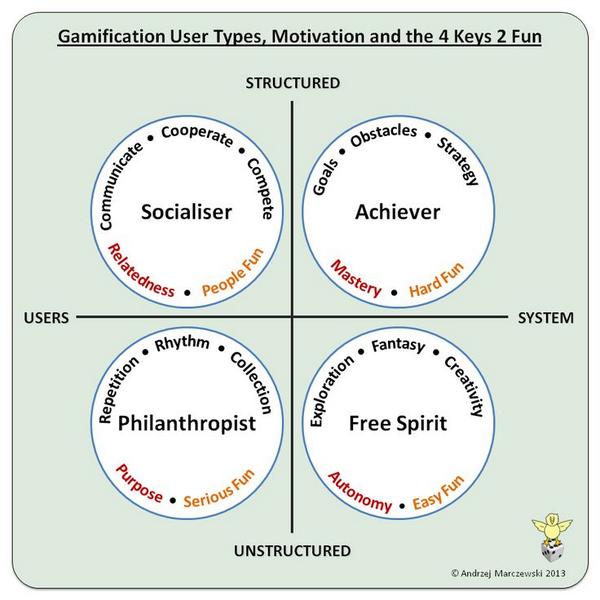 Gamification User Types, Motivation and the 4 Keys 2 Fun
STRUCTURED
Communicate • Cooperate • Compete
Socialiser
Relatedness • People Fun
Goals • Obstacles • Strategy
Achiever
Mastery • Hard Fun
USERS
SYSTEM
Repetition • Rhythm • Collection
Philanthropist
Purpose • Serious Fun
Exploration • Fantasy • Creativity
Free Spirit
Autonomy • Easy Fun
UNSTRUCTURED
© Andrzej Marczewski 2013